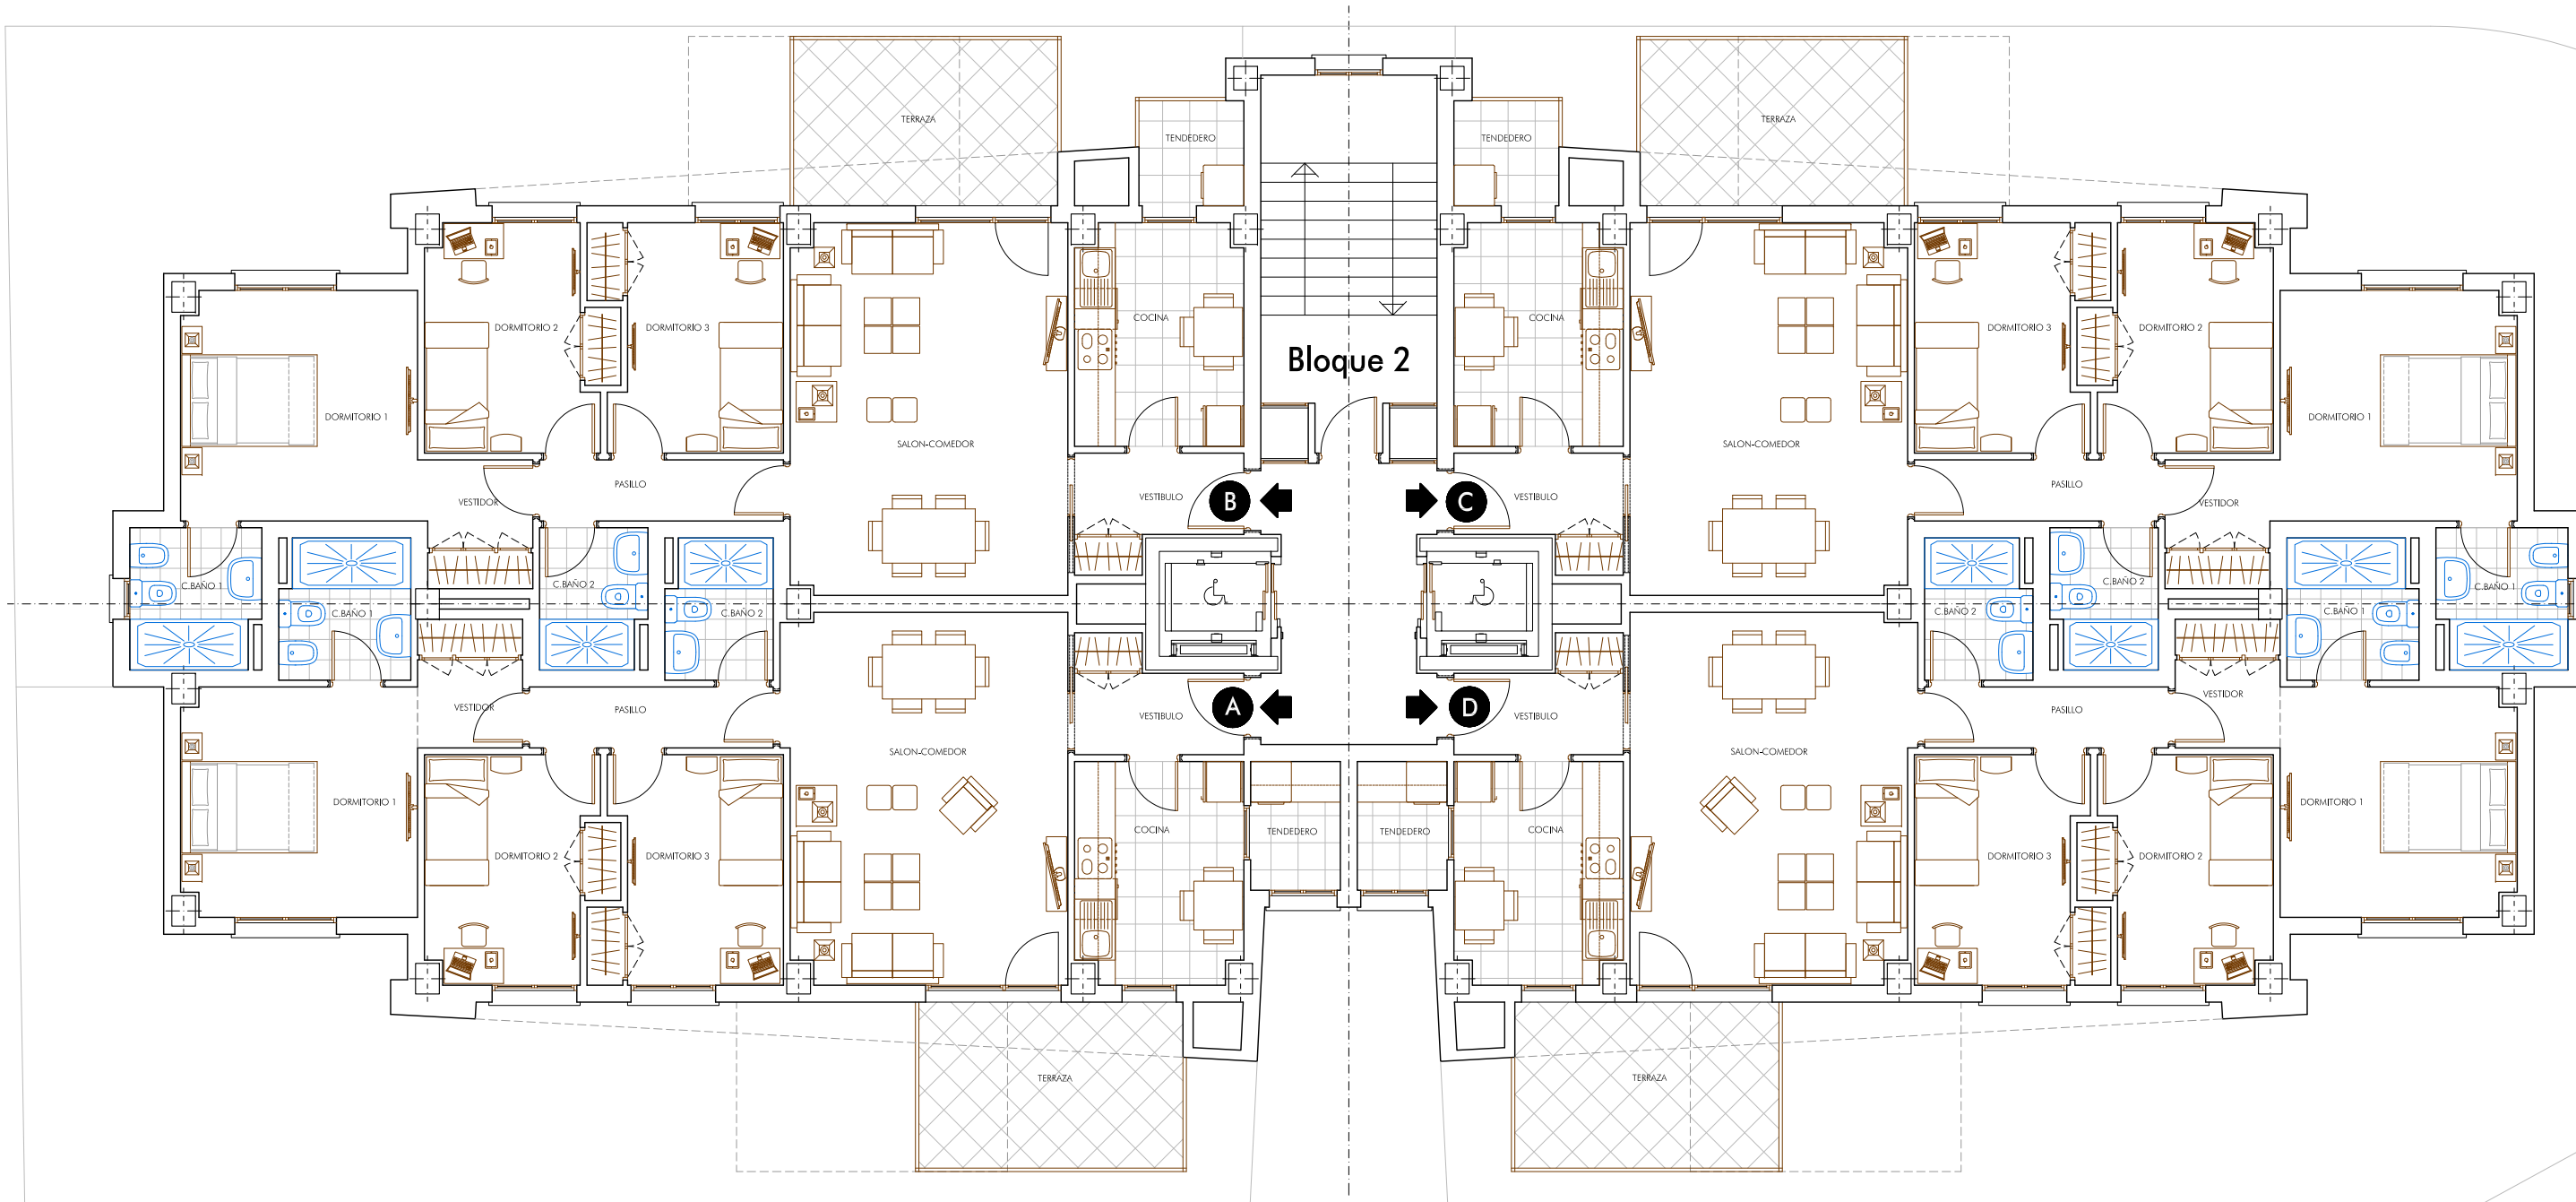 TERRAZA
TERRAZA
TENDEDERO
TENDEDERO
COCINA
COCINA
DORMITORIO 2
DORMITORIO 3
DORMITORIO 3
DORMITORIO 2
Bloque 2
DORMITORIO 1
DORMITORIO 1
SALON-COMEDOR
SALON-COMEDOR
PASILLO
PASILLO
VESTIDOR
VESTIBULO
B
C
VESTIBULO
VESTIDOR
C.BAÑO 1
C.BAÑO 2
C.BAÑO 2
C.BAÑO 1
C.BAÑO 1
C.BAÑO 2
C.BAÑO 2
C.BAÑO 1
VESTIDOR
PASILLO
VESTIBULO
A
D
VESTIBULO
PASILLO
VESTIDOR
SALON-COMEDOR
SALON-COMEDOR
DORMITORIO 1
DORMITORIO 1
COCINA
TENDEDERO
TENDEDERO
COCINA
DORMITORIO 2
DORMITORIO 3
DORMITORIO 3
DORMITORIO 2
TERRAZA
TERRAZA